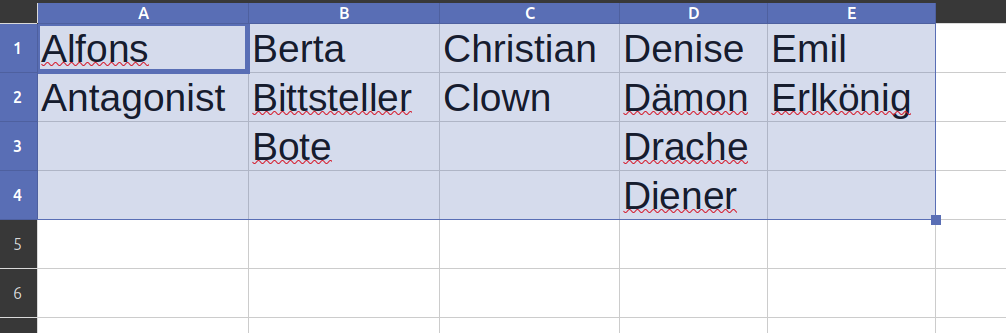 A B C D E
1 Alfons Berta Christian Denise Emil
2 Antagonist Bittsteller Clown Dämon Erlkönig
3 Bote Drache
4 Diener
5
6